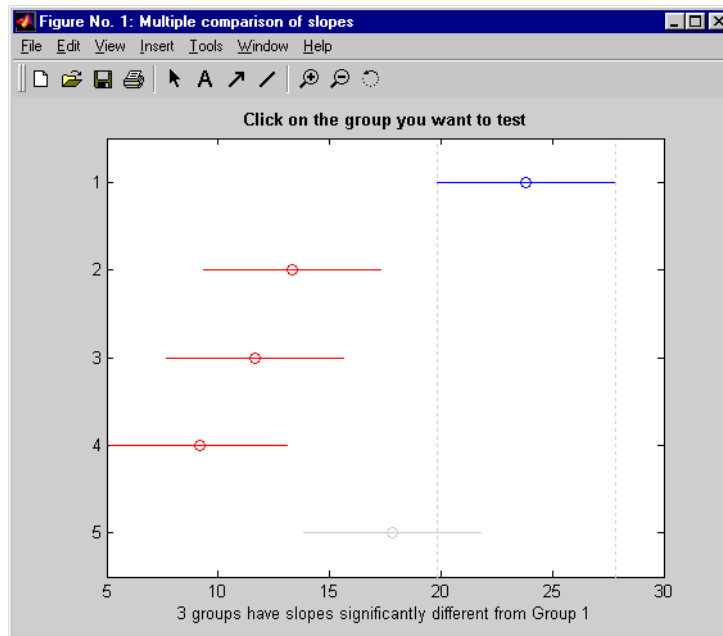 Figure No. 1: Multiple comparison of slopes
File Edit View Insert Tools Window Help
A
Click on the group you want to test
1
2
3
4
5
5 10 15 20 25 30
3 groups have slopes significantly different from Group 1